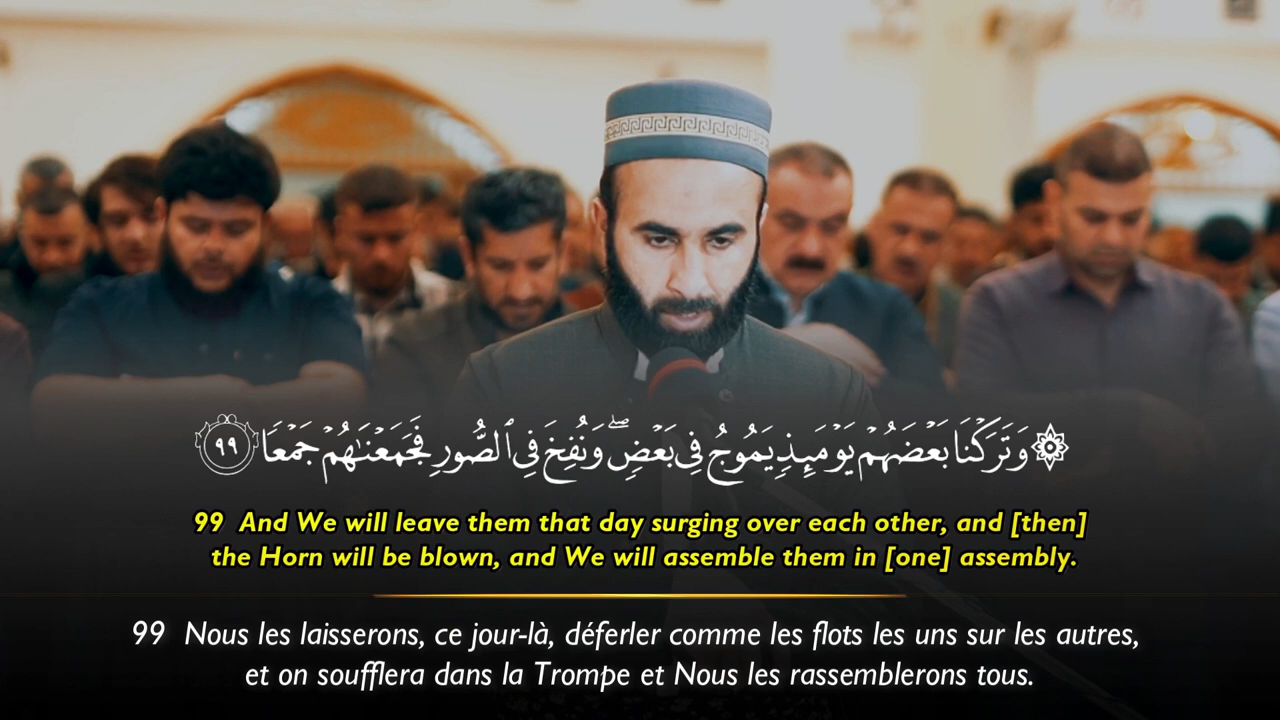 ۞ وَتَرَكْنَا بَعْضَهُمْ يَوْمَئِذٍ يَمُوجُ فِى بَعْضٍۖ وَنُفِخَ فِى ٱلصُّورِ فَجَمَعْنَـٰهُمْ جَمْعًا ٩٩
99 And We will leave them that day surging over each other, and [then]
the Horn will be blown, and We will assemble them in [one] assembly.
99 Nous les laisserons, ce jour-là, déferler comme les flots les uns sur les autres,
et on soufflera dans la Trompe et Nous les rassemblerons tous.